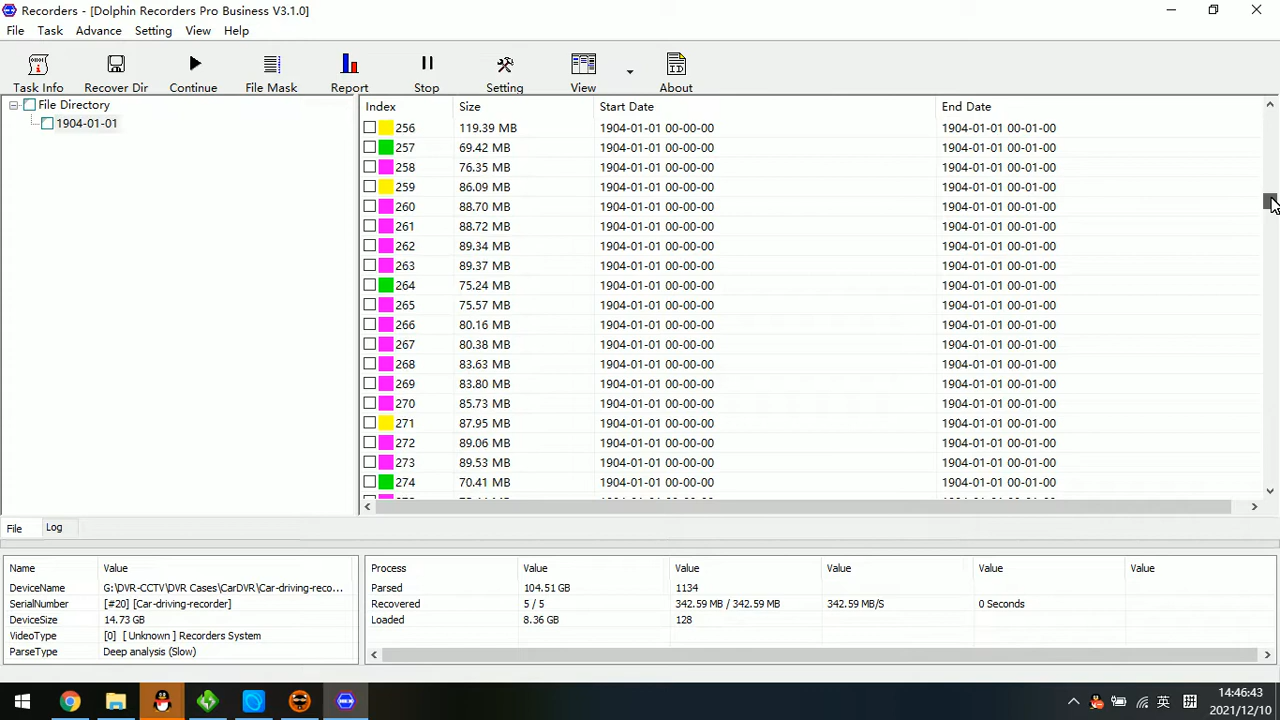 Recorders - [Dolphin Recorders Pro Business V3.1.0]
File Task Advance Setting View Help
Task Info Recover Dir Continue File Mask Report Stop Setting View About
File Directory
1904-01-01
Index Size Start Date End Date
256 119.39 MB 1904-01-01 00-00-00 1904-01-01 00-01-00
257 69.42 MB 1904-01-01 00-00-00 1904-01-01 00-01-00
258 76.35 MB 1904-01-01 00-00-00 1904-01-01 00-01-00
259 86.09 MB 1904-01-01 00-00-00 1904-01-01 00-01-00
260 88.70 MB 1904-01-01 00-00-00 1904-01-01 00-01-00
261 88.72 MB 1904-01-01 00-00-00 1904-01-01 00-01-00
262 89.34 MB 1904-01-01 00-00-00 1904-01-01 00-01-00
263 89.37 MB 1904-01-01 00-00-00 1904-01-01 00-01-00
264 75.24 MB 1904-01-01 00-00-00 1904-01-01 00-01-00
265 75.57 MB 1904-01-01 00-00-00 1904-01-01 00-01-00
266 80.16 MB 1904-01-01 00-00-00 1904-01-01 00-01-00
267 80.38 MB 1904-01-01 00-00-00 1904-01-01 00-01-00
268 83.63 MB 1904-01-01 00-00-00 1904-01-01 00-01-00
269 83.80 MB 1904-01-01 00-00-00 1904-01-01 00-01-00
270 85.73 MB 1904-01-01 00-00-00 1904-01-01 00-01-00
271 87.95 MB 1904-01-01 00-00-00 1904-01-01 00-01-00
272 89.06 MB 1904-01-01 00-00-00 1904-01-01 00-01-00
273 89.53 MB 1904-01-01 00-00-00 1904-01-01 00-01-00
274 70.41 MB 1904-01-01 00-00-00 1904-01-01 00-01-00
File Log
Name Value
DeviceName G:\DVR-CCTV\DVR Cases\CarDVR\Car-driving-reco...
SerialNumber [#20] [Car-driving-recorder]
DeviceSize 14.73 GB
VideoType [0] [ Unknown ] Recorders System
ParseType Deep analysis (Slow)
Process Value Value Value Value Value
Parsed 104.51 GB 1134
Recovered 5 / 5 342.59 MB / 342.59 MB 342.59 MB/S 0 Seconds
Loaded 8.36 GB 128
英 拼
14:46:43
2021/12/10